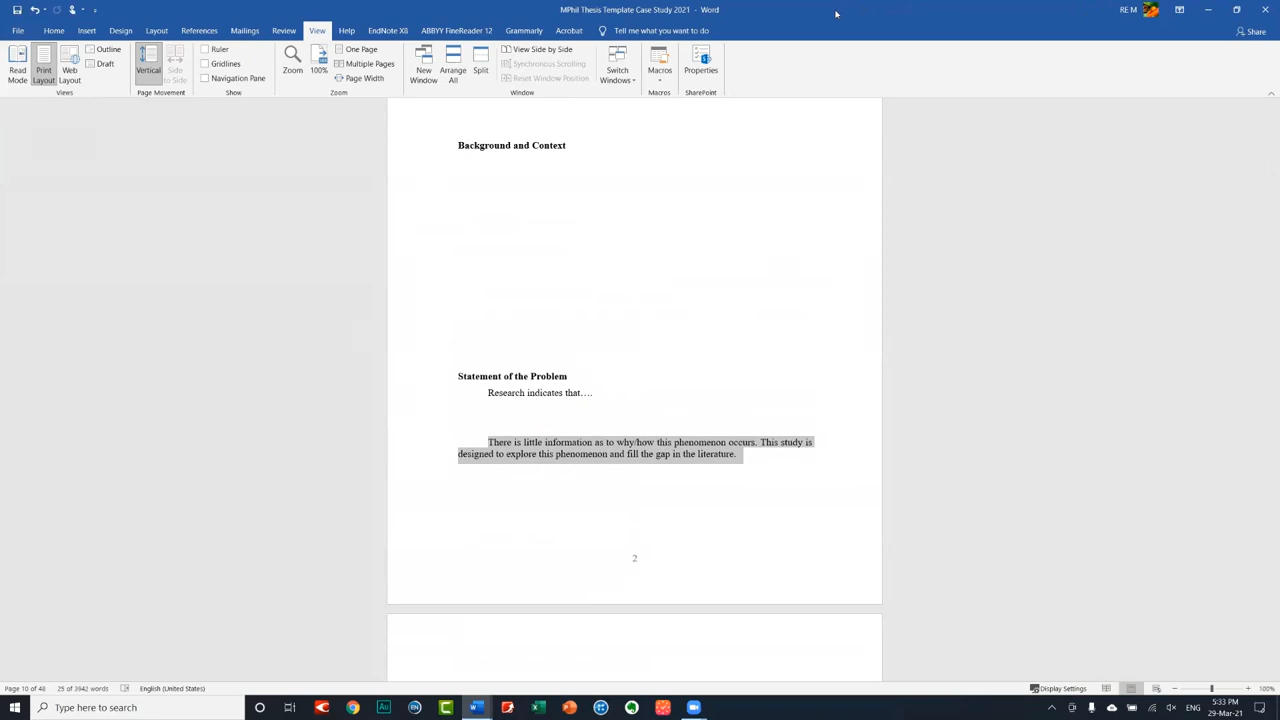 MPhil Thesis Template Case Study 2021 - Word
RE M
File Home Insert Design Layout References Mailings Review View Help EndNote X8 ABBYY FineReader 12 Grammarly Acrobat Tell me what you want to do
Share
Read Mode
Print Layout
Web Layout
Outline
Draft
Views
Vertical
Side to Side
Page Movement
Ruler
Gridlines
Navigation Pane
Show
Zoom
100%
One Page
Multiple Pages
Page Width
Zoom
New Window
Arrange All
Split
View Side by Side
Synchronous Scrolling
Reset Window Position
Window
Switch Windows
Macros
Macros
Properties
SharePoint
Background and Context
Statement of the Problem
Research indicates that….
There is little information as to why/how this phenomenon occurs. This study is
designed to explore this phenomenon and fill the gap in the literature.
2
Page 10 of 48 25 of 3942 words English (United States)
Display Settings
100%
Type here to search
Au
EN
ENG
5:33 PM
29-Mar-21